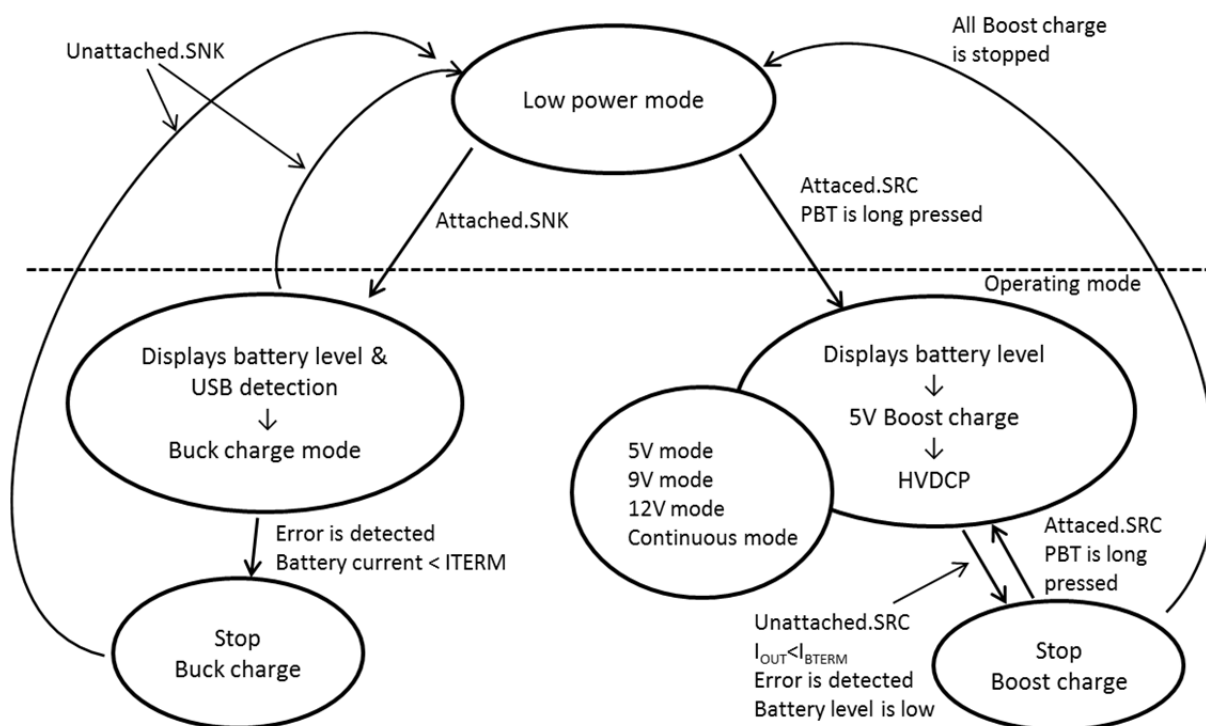 Unattached.SNK
All Boost charge
is stopped
Low power mode
Attached.SNK
Attaced.SRC
PBT is long pressed
Operating mode
Displays battery level &
USB detection
↓
Buck charge mode
Displays battery level
↓
5V Boost charge
↓
HVDCP
5V mode
9V mode
12V mode
Continuous mode
Error is detected
Battery current < ITERM
Attaced.SRC
PBT is long
pressed
Stop
Buck charge
Unattached.SRC
I_OUT<I_BTERM
Error is detected
Battery level is low
Stop
Boost charge